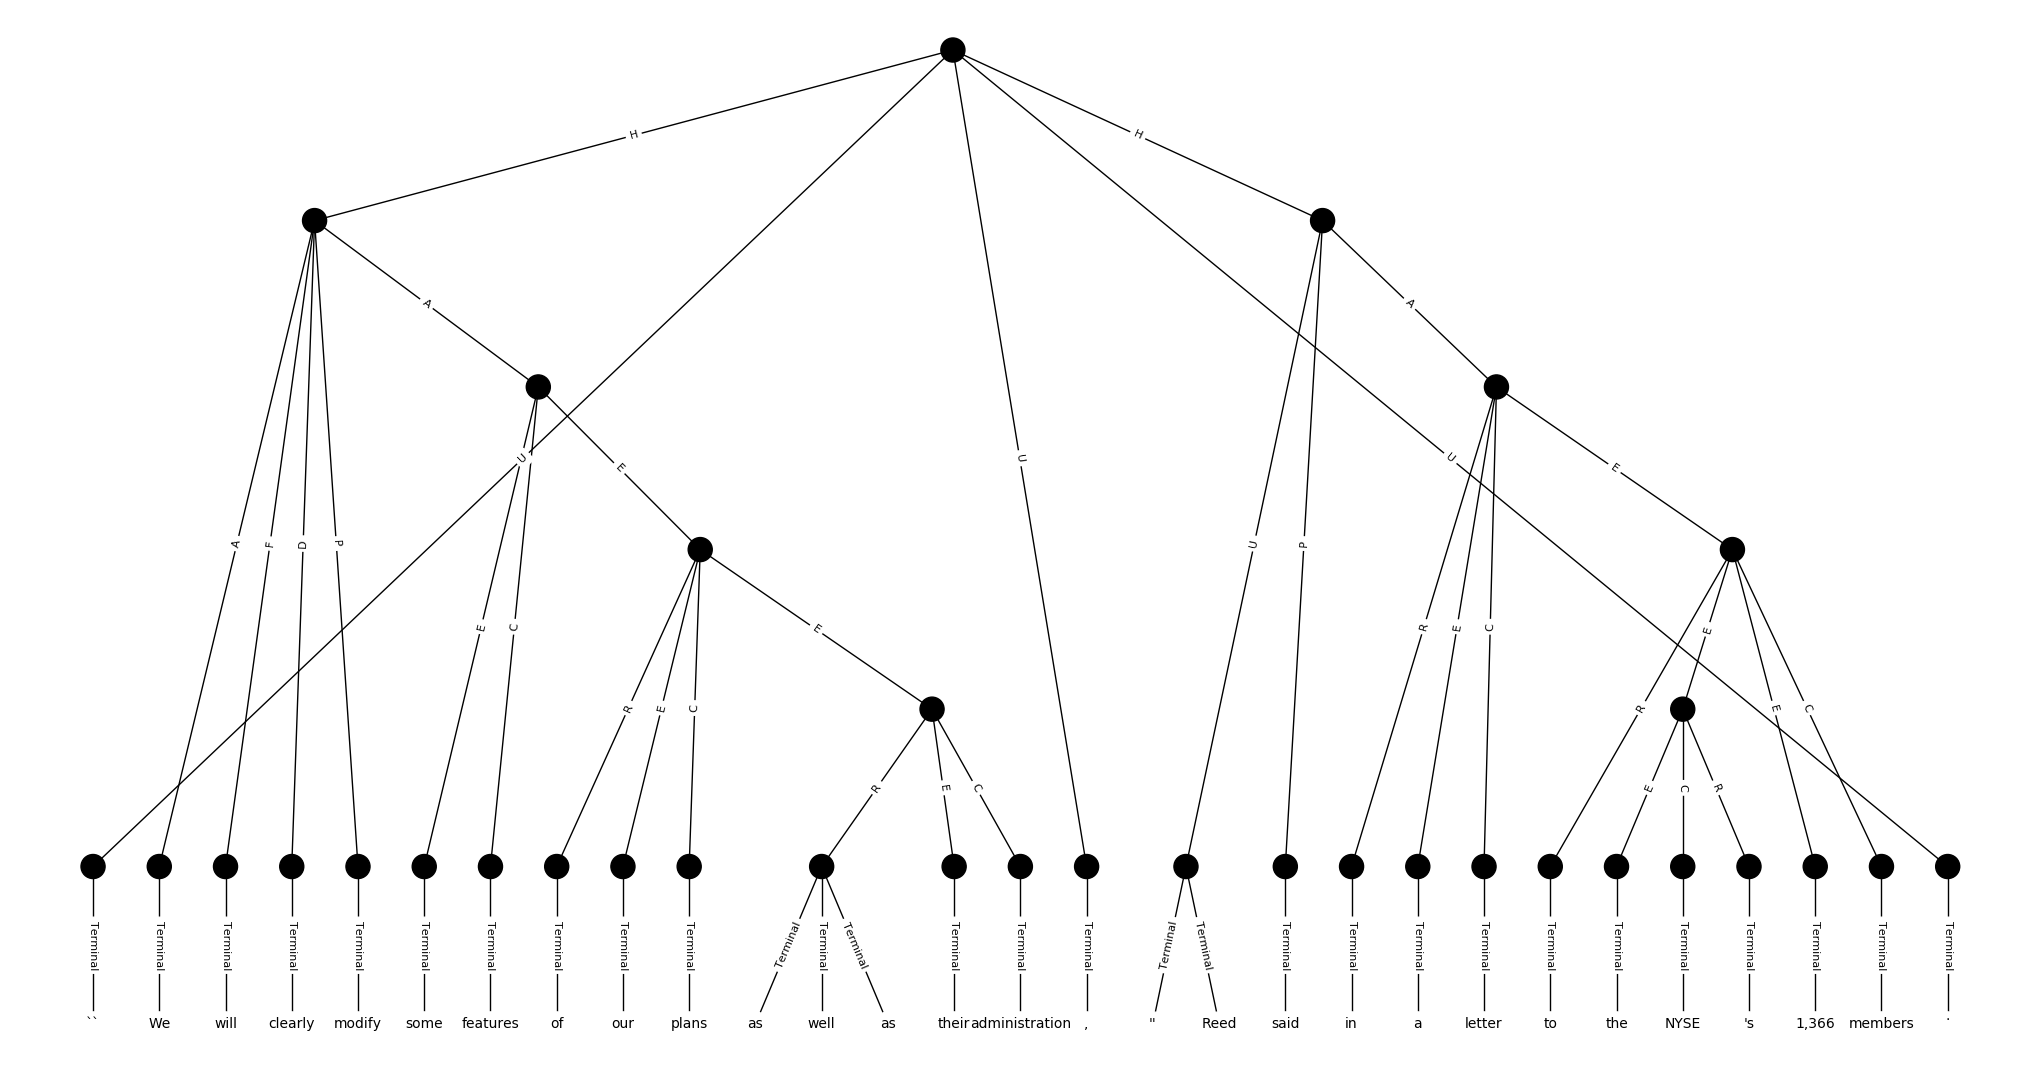 H H
A A
U E U U E
A F D P U P
E C E R E C E
R E C R E C
R E C E C R
Terminal Terminal Terminal Terminal Terminal Terminal Terminal Terminal Terminal Terminal Terminal Terminal Terminal Terminal Terminal Terminal Terminal Terminal Terminal Terminal Terminal Terminal Terminal Terminal Terminal Terminal Terminal Terminal Terminal
`` We will clearly modify some features of our plans as well as their administration , " Reed said in a letter to the NYSE 's 1,366 members .